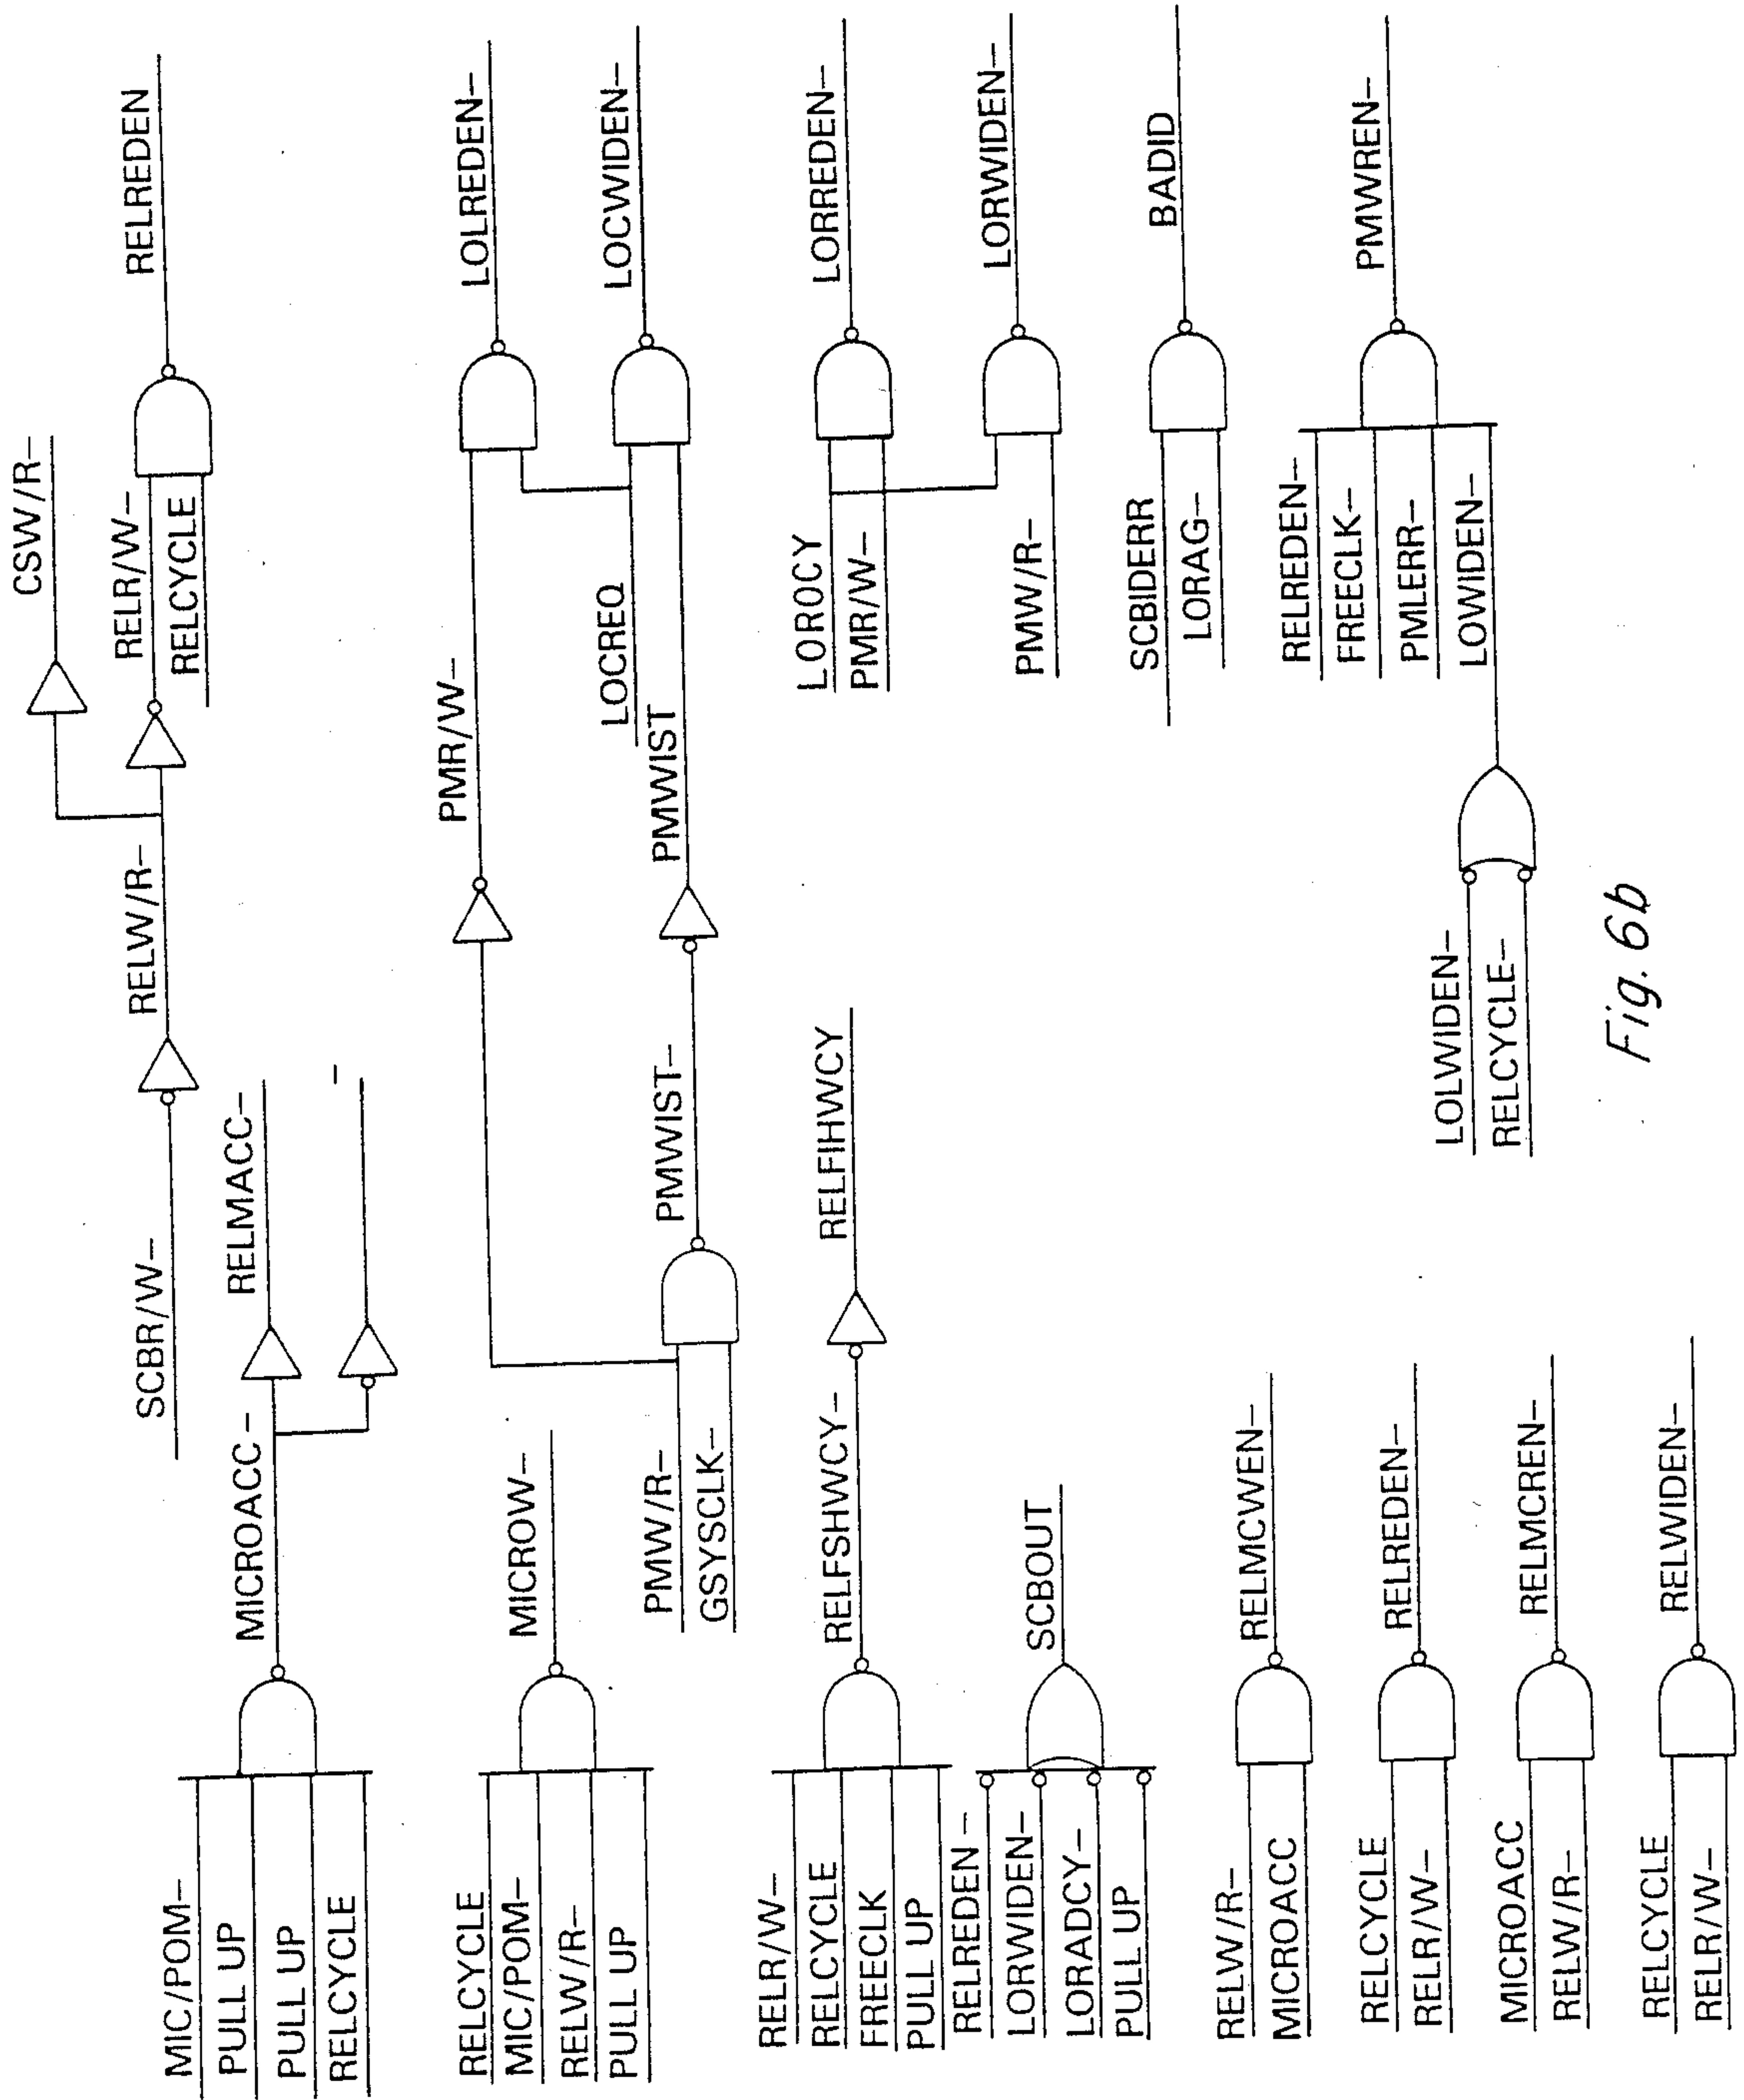 MIC/POM–
PULL UP
PULL UP
RELCYCLE
MICROACC –
RELMACC–
–
SCBR/W–
RELW/R–
CSW/R–
RELR/W–
RELCYCLE
RELREDEN
RELCYCLE
MIC/POM–
RELW/R–
PULL UP
MICROW–
PMW/R–
GSYSCLK–
PMWIST–
PMR/W–
PMWIST
LOCREQ
LOLREDEN–
LOCWIDEN–
RELR/W–
RELCYCLE
FREECLK
PULL UP
RELFSHWCY–
RELFIHWCY
LOROCY
PMR/W–
PMW/R–
LORREDEN–
LORWIDEN–
RELREDEN –
LORWIDEN–
LORADCY–
PULL UP
SCBOUT
SCBIDERR
LORAG–
BADID
RELW/R–
MICROACC
RELMCWEN–
RELREDEN–
FREECLK–
PMLERR–
LOWIDEN–
PMWREN–
RELCYCLE
RELR/W–
RELREDEN–
LOLWIDEN–
RELCYCLE–
MICROACC
RELW/R–
RELMCREN–
RELCYCLE
RELR/W–
RELWIDEN–
Fig. 6b